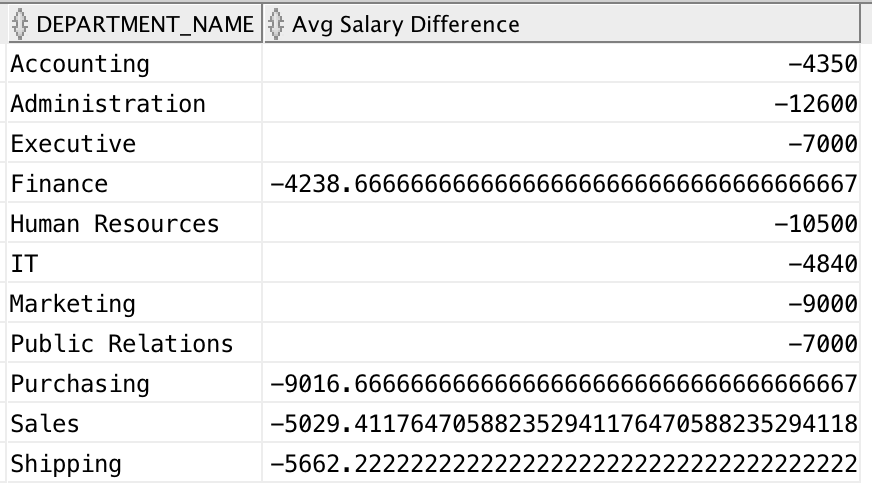 DEPARTMENT_NAME Avg Salary Difference
Accounting -4350
Administration -12600
Executive -7000
Finance -4238.666666666666666666666666666666666667
Human Resources -10500
IT -4840
Marketing -9000
Public Relations -7000
Purchasing -9016.666666666666666666666666666666666667
Sales -5029.411764705882352941176470588235294118
Shipping -5662.222222222222222222222222222222222222